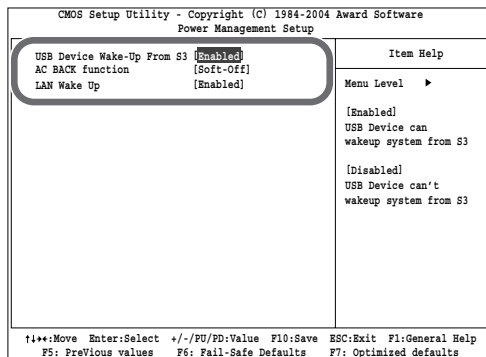 CMOS Setup Utility - Copyright (C) 1984-2004 Award Software
Power Management Setup
USB Device Wake-Up From S3 [Enabled]
AC BACK function [Soft-Off]
LAN Wake Up [Enabled]
Item Help
Menu Level ▶
[Enabled]
USB Device can
wakeup system from S3
[Disabled]
USB Device can't
wakeup system from S3
↑↓→←:Move Enter:Select +/-/PU/PD:Value F10:Save ESC:Exit F1:General Help
F5: PreVious values F6: Fail-Safe Defaults F7: Optimized defaults